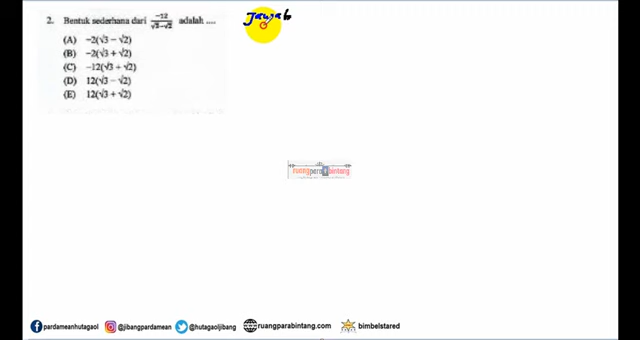 2. Bentuk sederhana dari −12/(√3−√2) adalah ....
(A) −2(√3 − √2)
(B) −2(√3 + √2)
(C) −12(√3 + √2)
(D) 12(√3 − √2)
(E) 12(√3 + √2)
Jawab
ruangparabintang
pardameanhutagaol @jibangpardamean @hutagaoljibang ruangparabintang.com bimbelstared